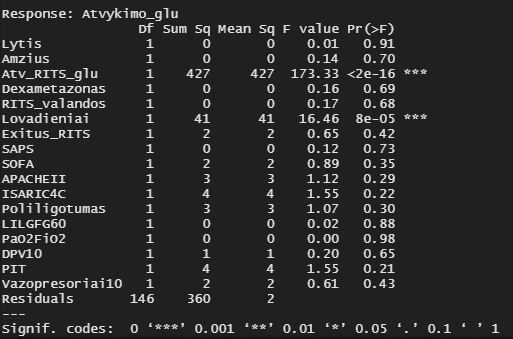 Response: Atvykimo_glu
Df Sum Sq Mean Sq F value Pr(>F)
Lytis 1 0 0 0.01 0.91
Amzius 1 0 0 0.14 0.70
Atv_RITS_glu 1 427 427 173.33 <2e-16 ***
Dexametazonas 1 0 0 0.16 0.69
RITS_valandos 1 0 0 0.17 0.68
Lovadieniai 1 41 41 16.46 8e-05 ***
Exitus_RITS 1 2 2 0.65 0.42
SAPS 1 0 0 0.12 0.73
SOFA 1 2 2 0.89 0.35
APACHEII 1 3 3 1.12 0.29
ISARIC4C 1 4 4 1.55 0.22
Poliligotumas 1 3 3 1.07 0.30
LILGFG60 1 0 0 0.02 0.88
PaO2FiO2 1 0 0 0.00 0.98
DPV10 1 1 1 0.20 0.65
PIT 1 4 4 1.55 0.21
Vazopresoriai10 1 2 2 0.61 0.43
Residuals 146 360 2
---
Signif. codes: 0 ‘***’ 0.001 ‘**’ 0.01 ‘*’ 0.05 ‘.’ 0.1 ‘ ’ 1